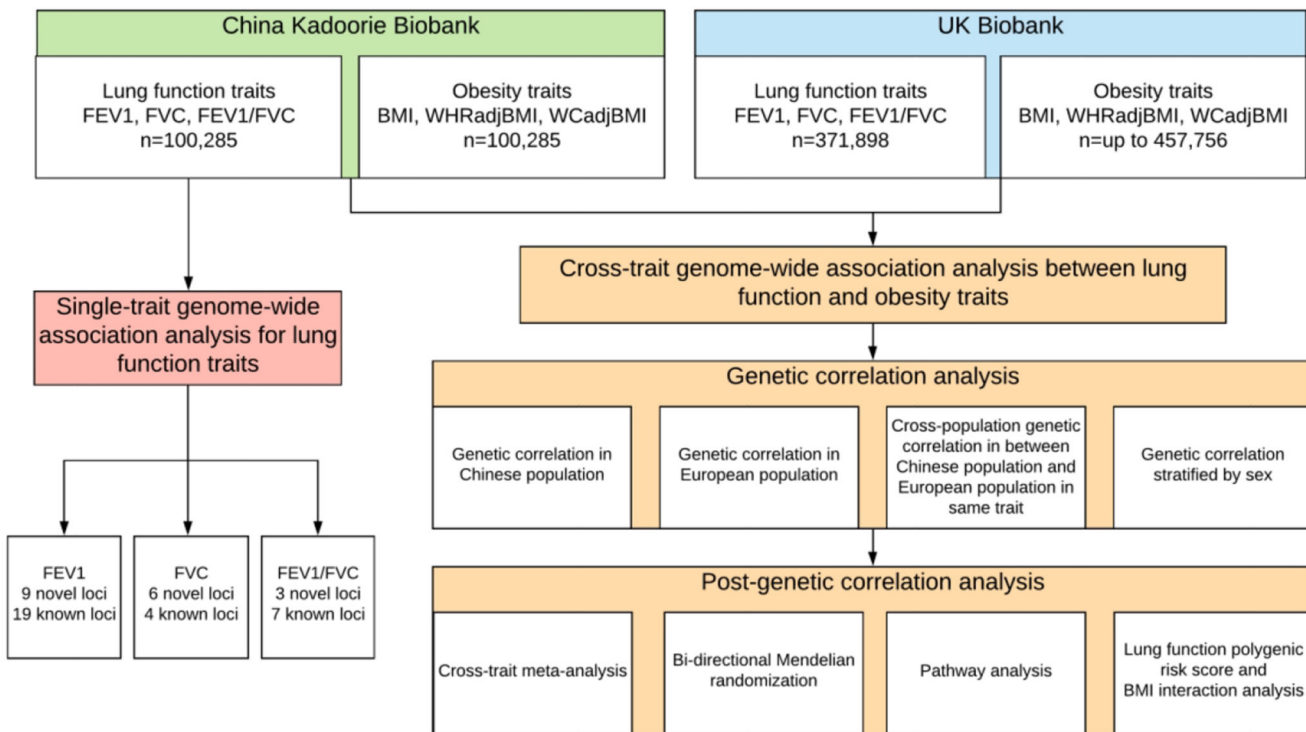 China Kadoorie Biobank
Lung function traits
FEV1, FVC, FEV1/FVC
n=100,285
Obesity traits
BMI, WHRadjBMI, WCadjBMI
n=100,285
UK Biobank
Lung function traits
FEV1, FVC, FEV1/FVC
n=371,898
Obesity traits
BMI, WHRadjBMI, WCadjBMI
n=up to 457,756
Single-trait genome-wide
association analysis for lung
function traits
FEV1
9 novel loci
19 known loci
FVC
6 novel loci
4 known loci
FEV1/FVC
3 novel loci
7 known loci
Cross-trait genome-wide association analysis between lung
function and obesity traits
Genetic correlation analysis
Genetic correlation in
Chinese population
Genetic correlation in
European population
Cross-population genetic
correlation in between
Chinese population and
European population in
same trait
Genetic correlation
stratified by sex
Post-genetic correlation analysis
Cross-trait meta-analysis
Bi-directional Mendelian
randomization
Pathway analysis
Lung function polygenic
risk score and
BMI interaction analysis